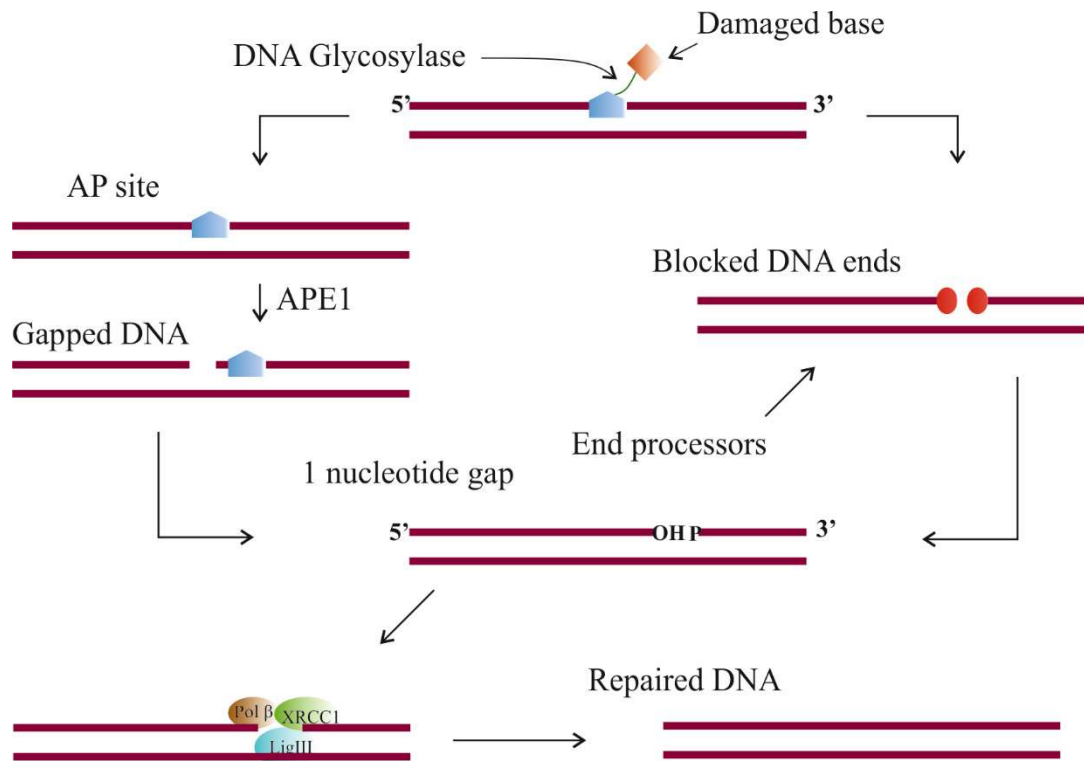 Damaged base
DNA Glycosylase
5’ 3’
AP site
Blocked DNA ends
APE1
Gapped DNA
End processors
1 nucleotide gap
5’ OH P 3’
Repaired DNA
Pol β XRCC1
LigIII